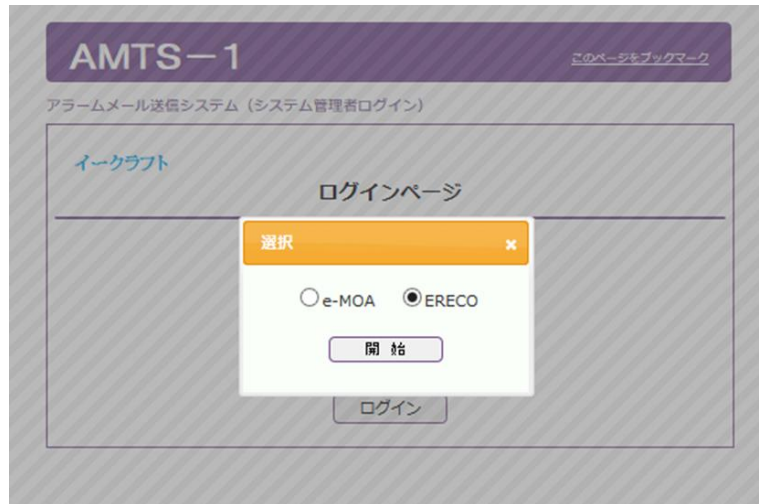 AMTS－1
このページをブックマーク
アラームメール送信システム（システム管理者ログイン）
イークラフト
ログインページ
選択
e-MOA ERECO
開 始
ログイン